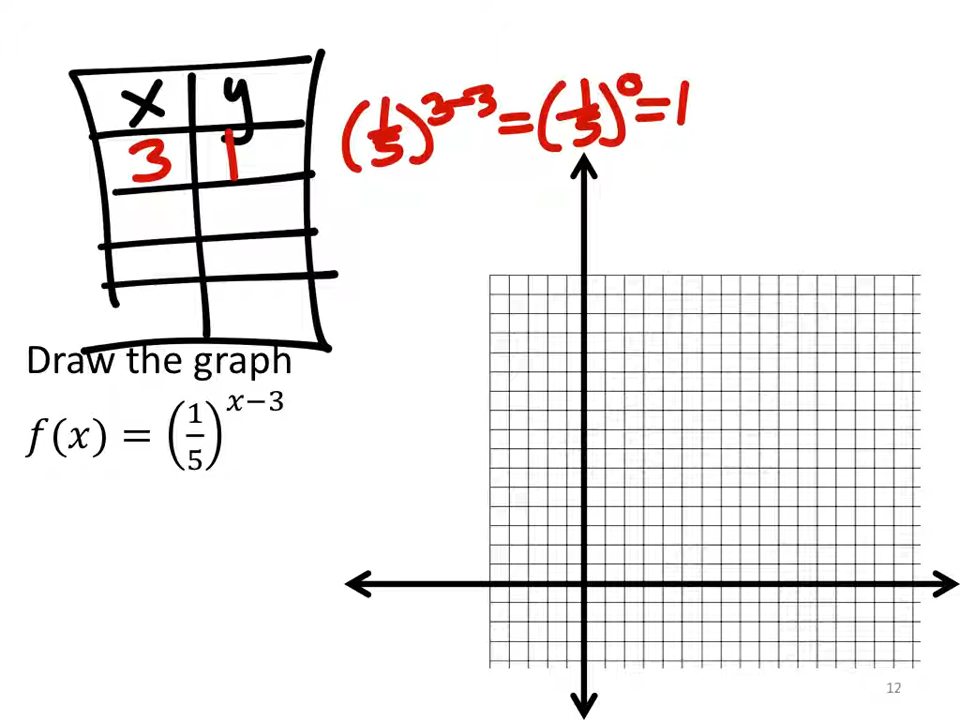 x y
3 1
(1/5)^{3-3} = (1/5)^0 = 1
Draw the graph
f(x) = (1/5)^{x-3}
12